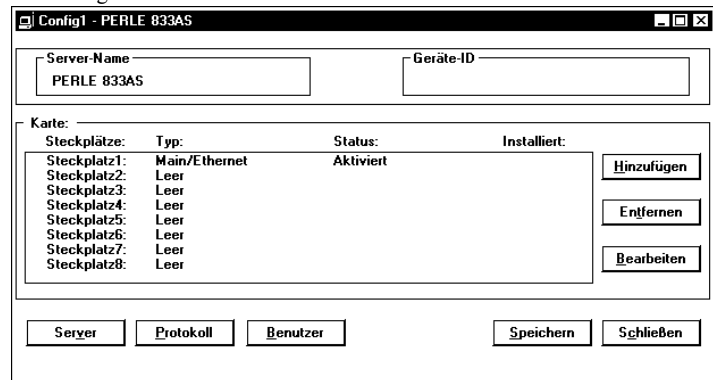 Config1 - PERLE 833AS
Server-Name
PERLE 833AS
Geräte-ID
Karte:
Steckplätze: Typ: Status: Installiert:
Steckplatz1: Main/Ethernet Aktiviert
Steckplatz2: Leer
Steckplatz3: Leer
Steckplatz4: Leer
Steckplatz5: Leer
Steckplatz6: Leer
Steckplatz7: Leer
Steckplatz8: Leer
Hinzufügen
Entfernen
Bearbeiten
Server Protokoll Benutzer Speichern Schließen